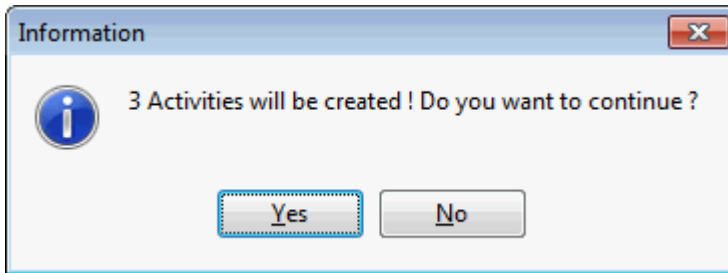 Information
3 Activities will be created ! Do you want to continue ?
Yes
No